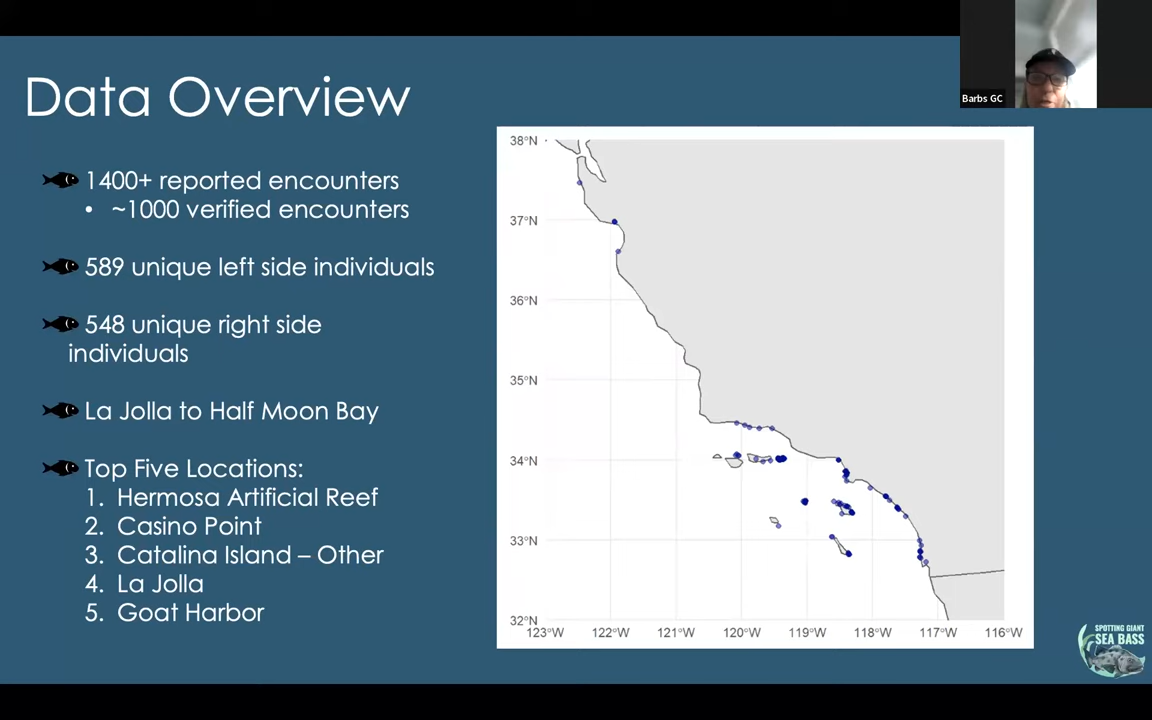 Data Overview
1400+ reported encounters
• ~1000 verified encounters
589 unique left side individuals
548 unique right side
individuals
La Jolla to Half Moon Bay
Top Five Locations:
1. Hermosa Artificial Reef
2. Casino Point
3. Catalina Island – Other
4. La Jolla
5. Goat Harbor
Barbs GC
38°N
37°N
36°N
35°N
34°N
33°N
32°N
123°W 122°W 121°W 120°W 119°W 118°W 117°W 116°W
SPOTTING GIANT
SEA BASS